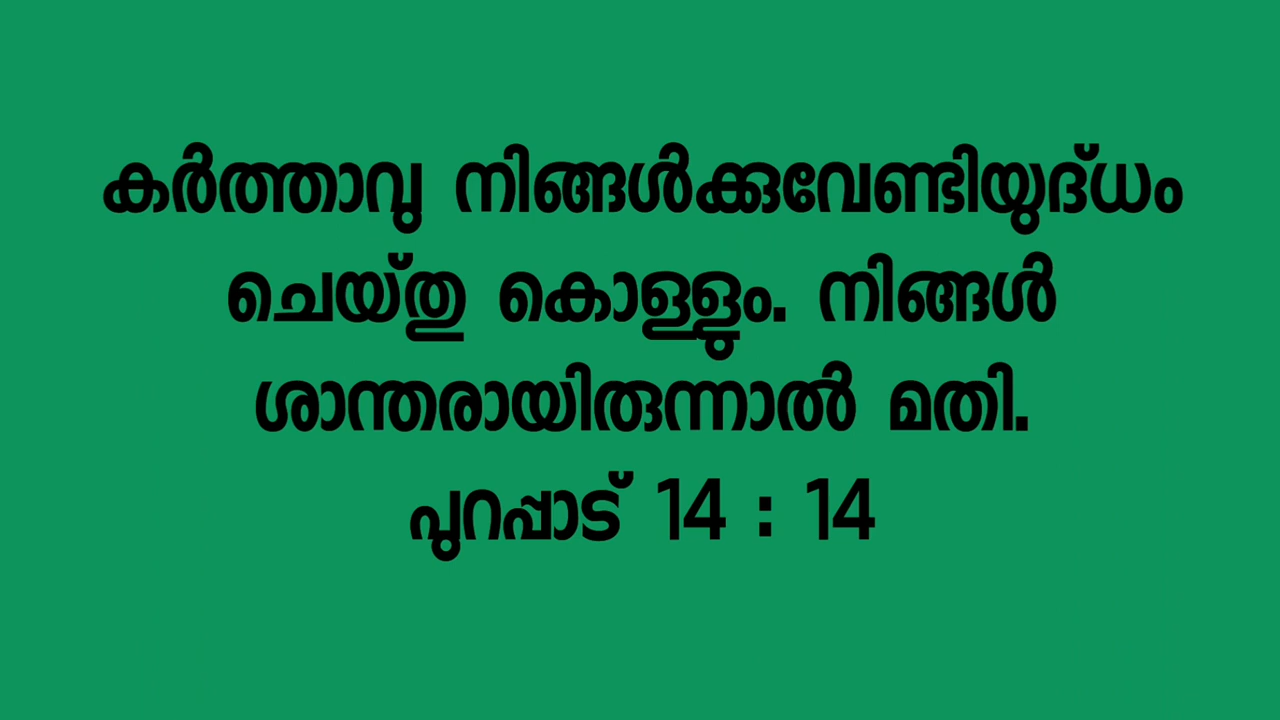 കർത്താവു നിങ്ങൾക്കുവേണ്ടിയുദ്ധം
ചെയ്തു കൊള്ളും. നിങ്ങൾ
ശാന്തരായിരുന്നാൽ മതി.
പുറപ്പാട് 14 : 14